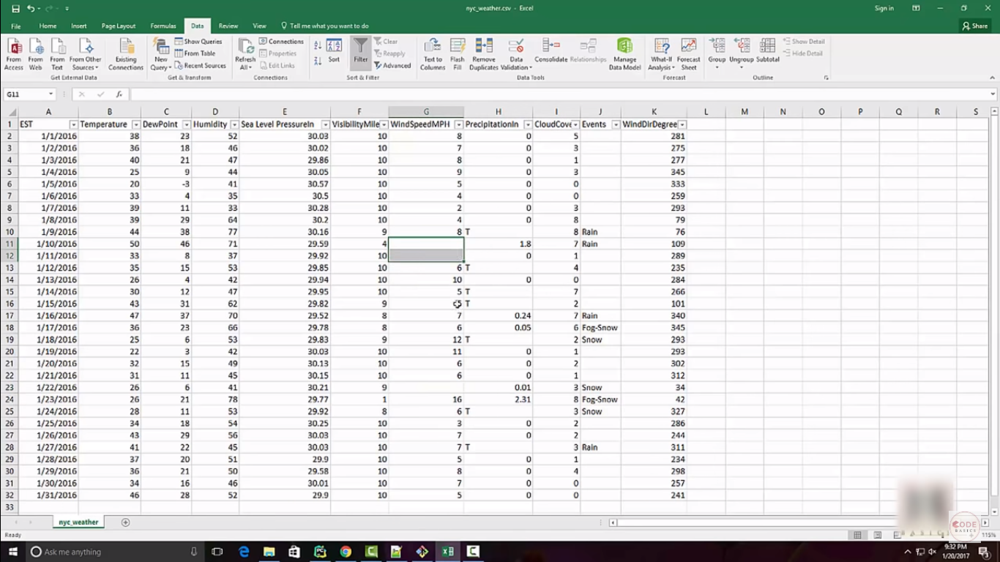 nyc_weather.csv - Excel
Sign in
File Home Insert Page Layout Formulas Data Review View Tell me what you want to do
Share
From Access From Web From Text From Other Sources Existing Connections New Query Show Queries From Table Recent Sources Refresh All Connections Properties Edit Links Sort Filter Clear Reapply Advanced Text to Columns Flash Fill Remove Duplicates Data Validation Consolidate Relationships Manage Data Model What-If Analysis Forecast Sheet Group Ungroup Subtotal Show Detail Hide Detail
Get External Data Get & Transform Connections Sort & Filter Data Tools Forecast Outline
G11 fx
A B C D E F G H I J K L M N O P Q R S
1 EST Temperature DewPoint Humidity Sea Level PressureIn VisibilityMile WindSpeedMPH PrecipitationIn CloudCove Events WindDirDegree
2 1/1/2016 38 23 52 30.03 10 8 0 5 281
3 1/2/2016 36 18 46 30.02 10 7 0 3 275
4 1/3/2016 40 21 47 29.86 10 8 0 1 277
5 1/4/2016 25 9 44 30.05 10 9 0 3 345
6 1/5/2016 20 -3 41 30.57 10 5 0 0 333
7 1/6/2016 33 4 35 30.5 10 4 0 0 259
8 1/7/2016 39 11 33 30.28 10 2 0 3 293
9 1/8/2016 39 29 64 30.2 10 4 0 8 79
10 1/9/2016 44 38 77 30.16 9 8 T 8 Rain 76
11 1/10/2016 50 46 71 29.59 4 1.8 7 Rain 109
12 1/11/2016 33 8 37 29.92 10 0 1 289
13 1/12/2016 35 15 53 29.85 10 6 T 4 235
14 1/13/2016 26 4 42 29.94 10 10 0 0 284
15 1/14/2016 30 12 47 29.95 10 5 T 7 266
16 1/15/2016 43 31 62 29.82 9 5 T 2 101
17 1/16/2016 47 37 70 29.52 8 7 0.24 7 Rain 340
18 1/17/2016 36 23 66 29.78 8 6 0.05 6 Fog-Snow 345
19 1/18/2016 25 6 53 29.83 9 12 T 2 Snow 293
20 1/19/2016 22 3 42 30.03 10 11 0 1 293
21 1/20/2016 32 15 49 30.13 10 6 0 2 302
22 1/21/2016 31 11 45 30.15 10 6 0 1 312
23 1/22/2016 26 6 41 30.21 9 0.01 3 Snow 34
24 1/23/2016 26 21 78 29.77 1 16 2.31 8 Fog-Snow 42
25 1/24/2016 28 11 53 29.92 8 6 T 3 Snow 327
26 1/25/2016 34 18 54 30.25 10 3 0 2 286
27 1/26/2016 43 29 56 30.03 10 7 0 2 244
28 1/27/2016 41 22 45 30.03 10 7 T 3 Rain 311
29 1/28/2016 37 20 51 29.9 10 5 0 1 234
30 1/29/2016 36 21 50 29.58 10 8 0 4 298
31 1/30/2016 34 16 46 30.01 10 7 0 0 257
32 1/31/2016 46 28 52 29.9 10 5 0 0 241
33
nyc_weather
Ready
115%
CODE
BASICS
Ask me anything
9:32 PM
1/20/2017